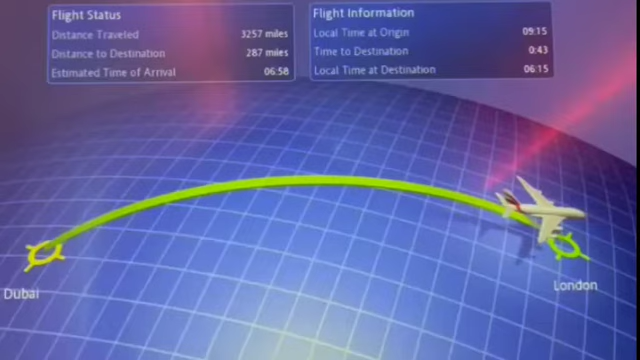 Flight Status
Distance Traveled 3257 miles
Distance to Destination 287 miles
Estimated Time of Arrival 06:58
Flight Information
Local Time at Origin 09:15
Time to Destination 0:43
Local Time at Destination 06:15
Dubai
London